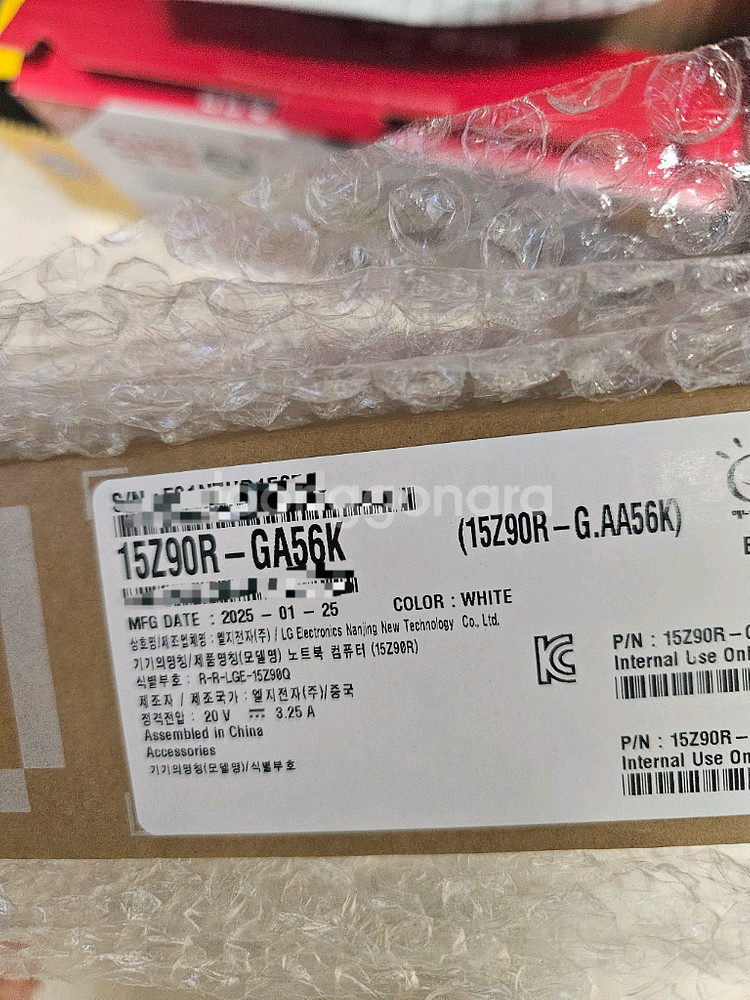 S/N
joonggonara
15Z90R-GA56K
(15Z90R-G.AA56K)
MFG DATE : 2025-01-25
COLOR : WHITE
상호명/제조업체명 : 엘지전자(주) / LG Electronics Nanjing New Technology Co., Ltd.
기기의명칭/제품명칭(모델명) 노트북 컴퓨터 (15Z90R)
식별부호 : R-R-LGE-15Z90Q
제조자 / 제조국가 : 엘지전자(주)/중국
정격전압 : 20 V ⎓ 3.25 A
Assembled in China
Accessories
기기의명칭(모델명)/식별부호
P/N : 15Z90R-
Internal Use Onl
P/N : 15Z90R-
Internal Use On